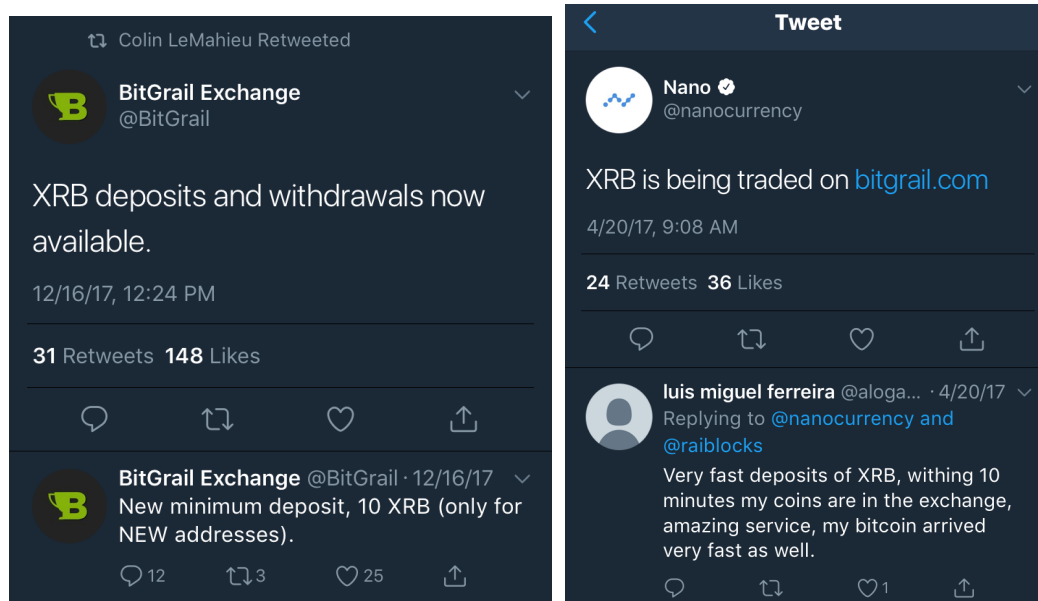 Colin LeMahieu Retweeted
BitGrail Exchange
@BitGrail
XRB deposits and withdrawals now
available.
12/16/17, 12:24 PM
31 Retweets 148 Likes
BitGrail Exchange @BitGrail · 12/16/17
New minimum deposit, 10 XRB (only for
NEW addresses).
12 3 25
Tweet
Nano
@nanocurrency
XRB is being traded on bitgrail.com
4/20/17, 9:08 AM
24 Retweets 36 Likes
luis miguel ferreira @aloga... · 4/20/17
Replying to @nanocurrency and
@raiblocks
Very fast deposits of XRB, withing 10
minutes my coins are in the exchange,
amazing service, my bitcoin arrived
very fast as well.
1